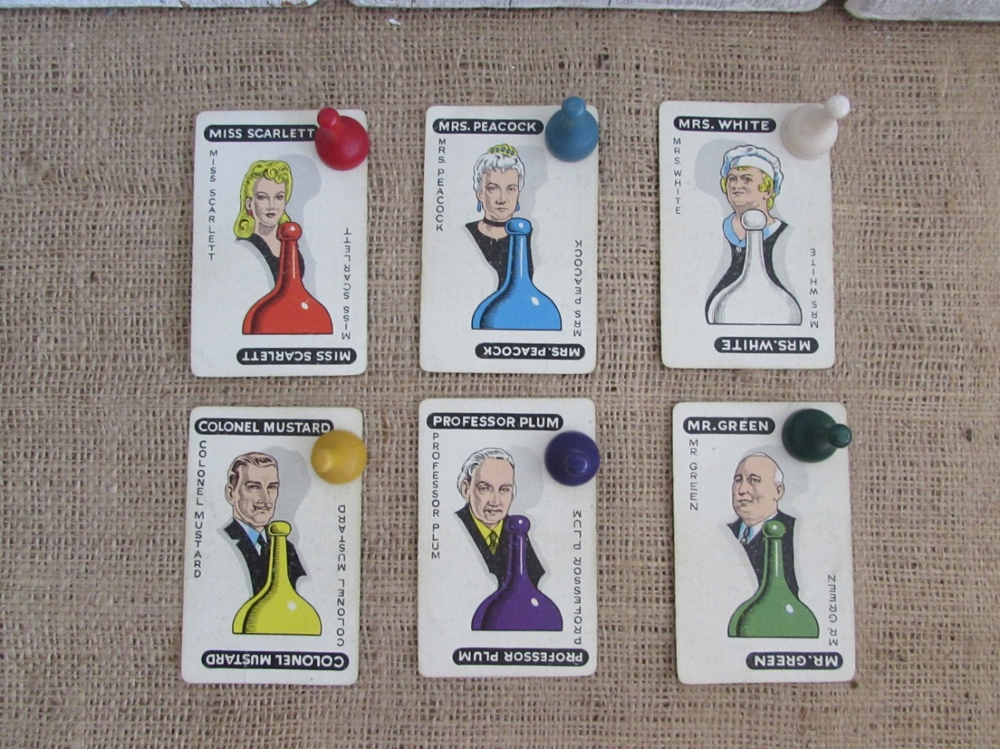 MISS SCARLETT
MISS SCARLETT
MISS SCARLETT
MISS SCARLETT
MRS. PEACOCK
MRS. PEACOCK
MRS PEACOCK
MRS. PEACOCK
MRS. WHITE
MRS. WHITE
MRS WHITE
MRS. WHITE
COLONEL MUSTARD
COLONEL MUSTARD
COLONEL MUSTARD
COLONEL MUSTARD
PROFESSOR PLUM
PROFESSOR PLUM
PROFESSOR PLUM
PROFESSOR PLUM
MR. GREEN
MR. GREEN
MR. GREEN
MR. GREEN